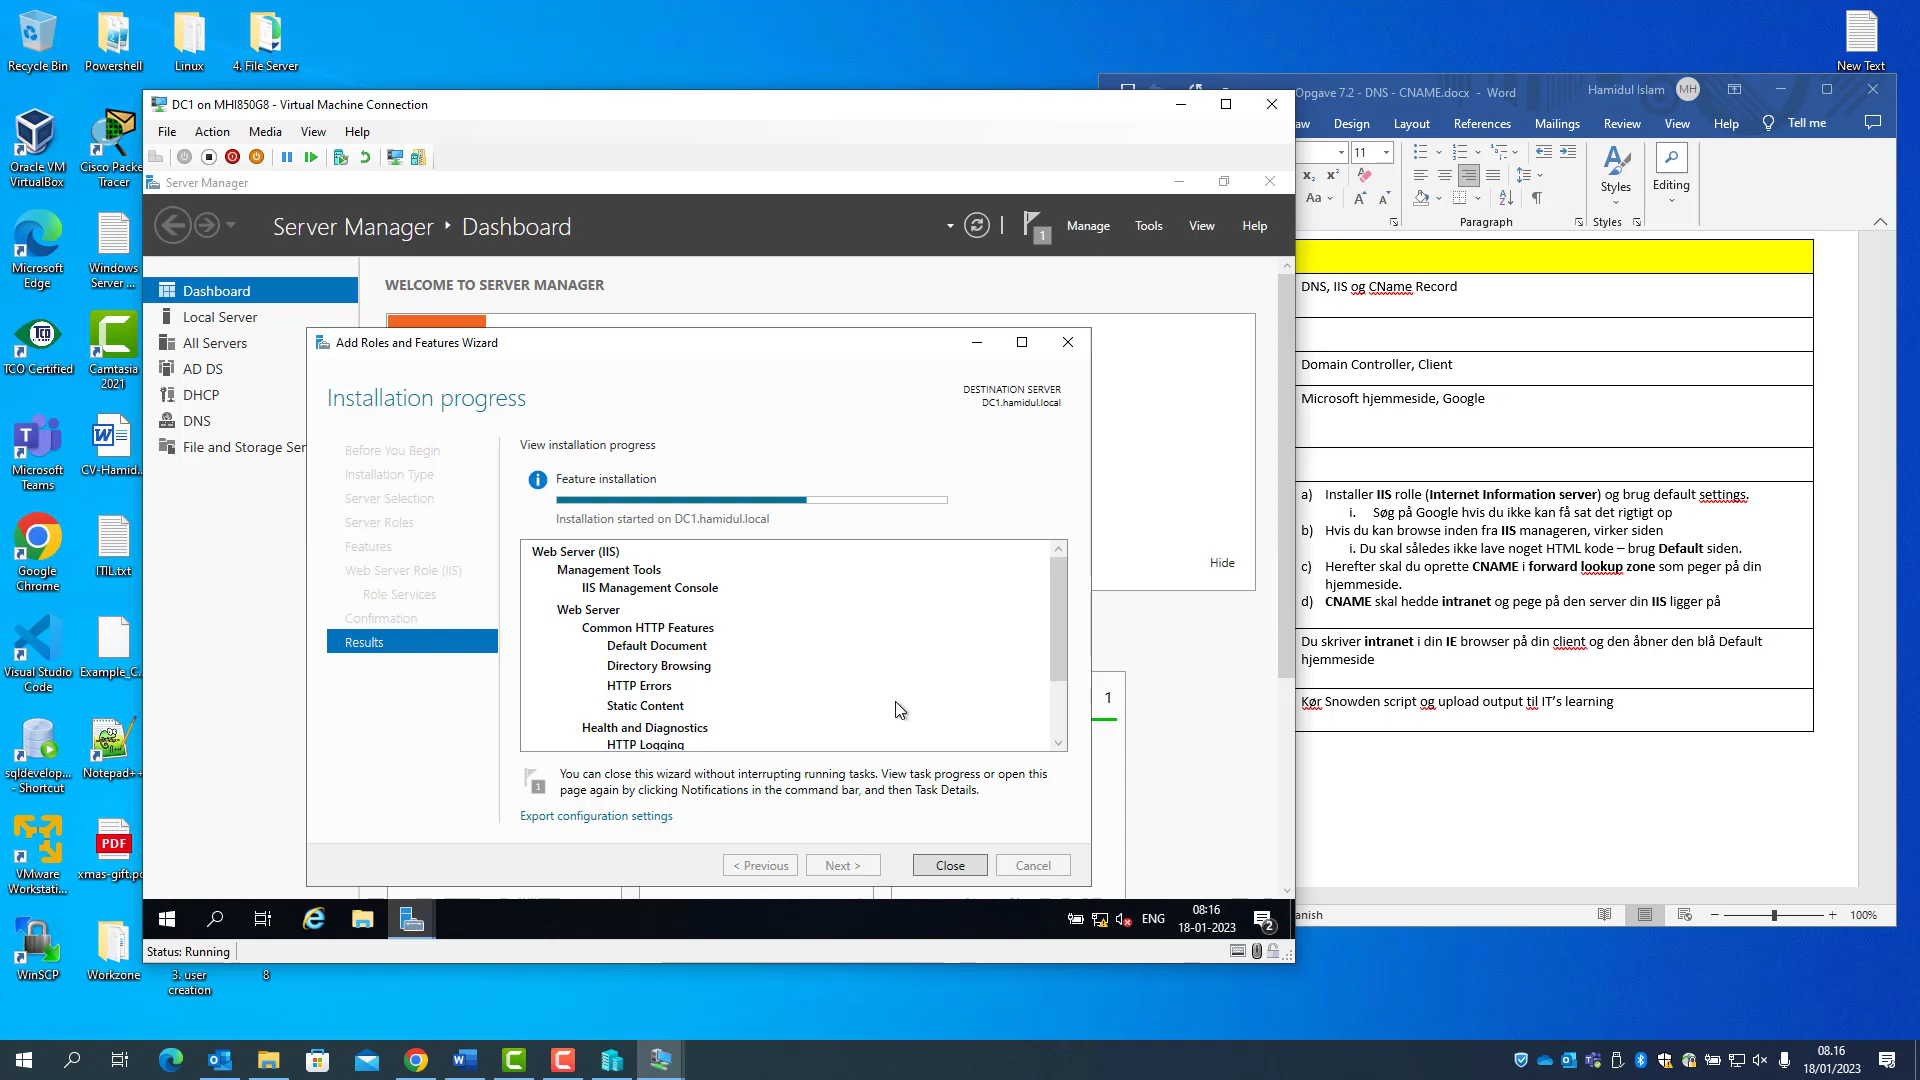 Recycle Bin
Powershell
Linux
4. File Server
New Text
Oracle VM
VirtualBox
Cisco Packe
Tracer
Microsoft
Edge
Windows
Server ...
TCO Certified
Camtasia
2021
Microsoft
Teams
CV-Hamid...
Google
Chrome
ITIL.txt
Visual Studio
Code
Example_C...
sqldevelop...
- Shortcut
Notepad++
VMware
Workstati...
PDF
xmas-gift.pc
WinSCP
Workzone
3. user
creation
8
DC1 on MHI850G8 - Virtual Machine Connection
File Action Media View Help
Server Manager
Server Manager ‣ Dashboard
1
Manage Tools View Help
Dashboard
Local Server
All Servers
AD DS
DHCP
DNS
File and Storage Ser
WELCOME TO SERVER MANAGER
Hide
1
Add Roles and Features Wizard
Installation progress
DESTINATION SERVER
DC1.hamidul.local
Before You Begin
Installation Type
Server Selection
Server Roles
Features
Web Server Role (IIS)
Role Services
Confirmation
Results
View installation progress
Feature installation
Installation started on DC1.hamidul.local
Web Server (IIS)
Management Tools
IIS Management Console
Web Server
Common HTTP Features
Default Document
Directory Browsing
HTTP Errors
Static Content
Health and Diagnostics
HTTP Logging
1
You can close this wizard without interrupting running tasks. View task progress or open this
page again by clicking Notifications in the command bar, and then Task Details.
Export configuration settings
< Previous Next > Close Cancel
ENG
08:16
18-01-2023
2
Status: Running
Opgave 7.2 - DNS - CNAME.docx - Word
Hamidul Islam
MH
aw Design Layout References Mailings Review View Help Tell me
11
Aa
Styles
Editing
Paragraph
Styles
DNS, IIS og CName Record
Domain Controller, Client
Microsoft hjemmeside, Google
a) Installer IIS rolle (Internet Information server) og brug default settings.
i. Søg på Google hvis du ikke kan få sat det rigtigt op
b) Hvis du kan browse inden fra IIS manageren, virker siden
i. Du skal således ikke lave noget HTML kode – brug Default siden.
c) Herefter skal du oprette CNAME i forward lookup zone som peger på din
hjemmeside.
d) CNAME skal hedde intranet og pege på den server din IIS ligger på
Du skriver intranet i din IE browser på din client og den åbner den blå Default
hjemmeside
Kør Snowden script og upload output til IT’s learning
anish
100%
08.16
18/01/2023